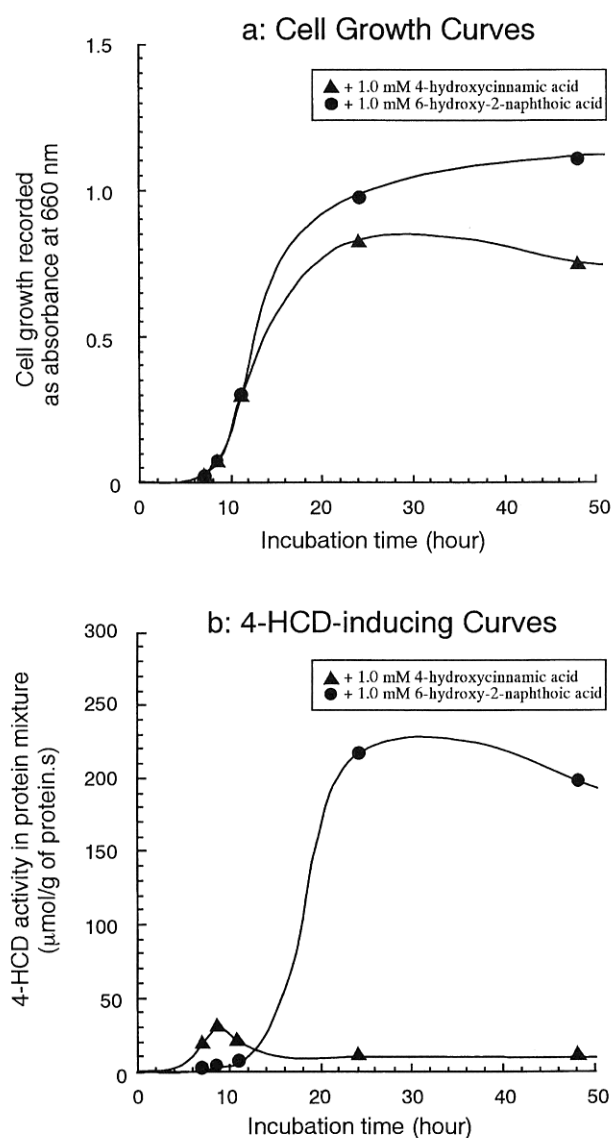 a: Cell Growth Curves
1.5
1.0
0.5
0
Cell growth recorded
as absorbance at 660 nm
▲ + 1.0 mM 4-hydroxycinnamic acid
● + 1.0 mM 6-hydroxy-2-naphthoic acid
0 10 20 30 40 50
Incubation time (hour)
b: 4-HCD-inducing Curves
300
250
200
150
100
50
0
4-HCD activity in protein mixture
(μmol/g of protein.s)
▲ + 1.0 mM 4-hydroxycinnamic acid
● + 1.0 mM 6-hydroxy-2-naphthoic acid
0 10 20 30 40 50
Incubation time (hour)